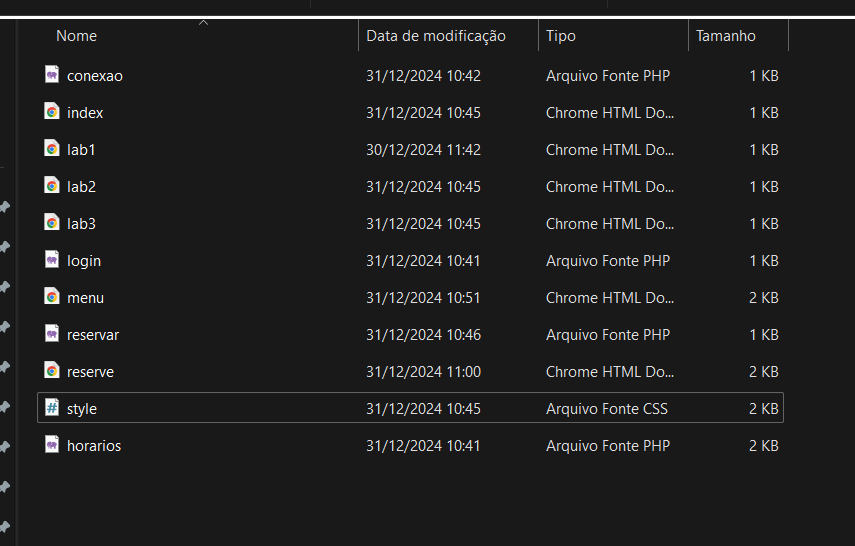 Nome Data de modificação Tipo Tamanho
conexao 31/12/2024 10:42 Arquivo Fonte PHP 1 KB
index 31/12/2024 10:45 Chrome HTML Do... 1 KB
lab1 30/12/2024 11:42 Chrome HTML Do... 1 KB
lab2 31/12/2024 10:45 Chrome HTML Do... 1 KB
lab3 31/12/2024 10:45 Chrome HTML Do... 1 KB
login 31/12/2024 10:41 Arquivo Fonte PHP 1 KB
menu 31/12/2024 10:51 Chrome HTML Do... 2 KB
reservar 31/12/2024 10:46 Arquivo Fonte PHP 1 KB
reserve 31/12/2024 11:00 Chrome HTML Do... 2 KB
style 31/12/2024 10:45 Arquivo Fonte CSS 2 KB
horarios 31/12/2024 10:41 Arquivo Fonte PHP 2 KB